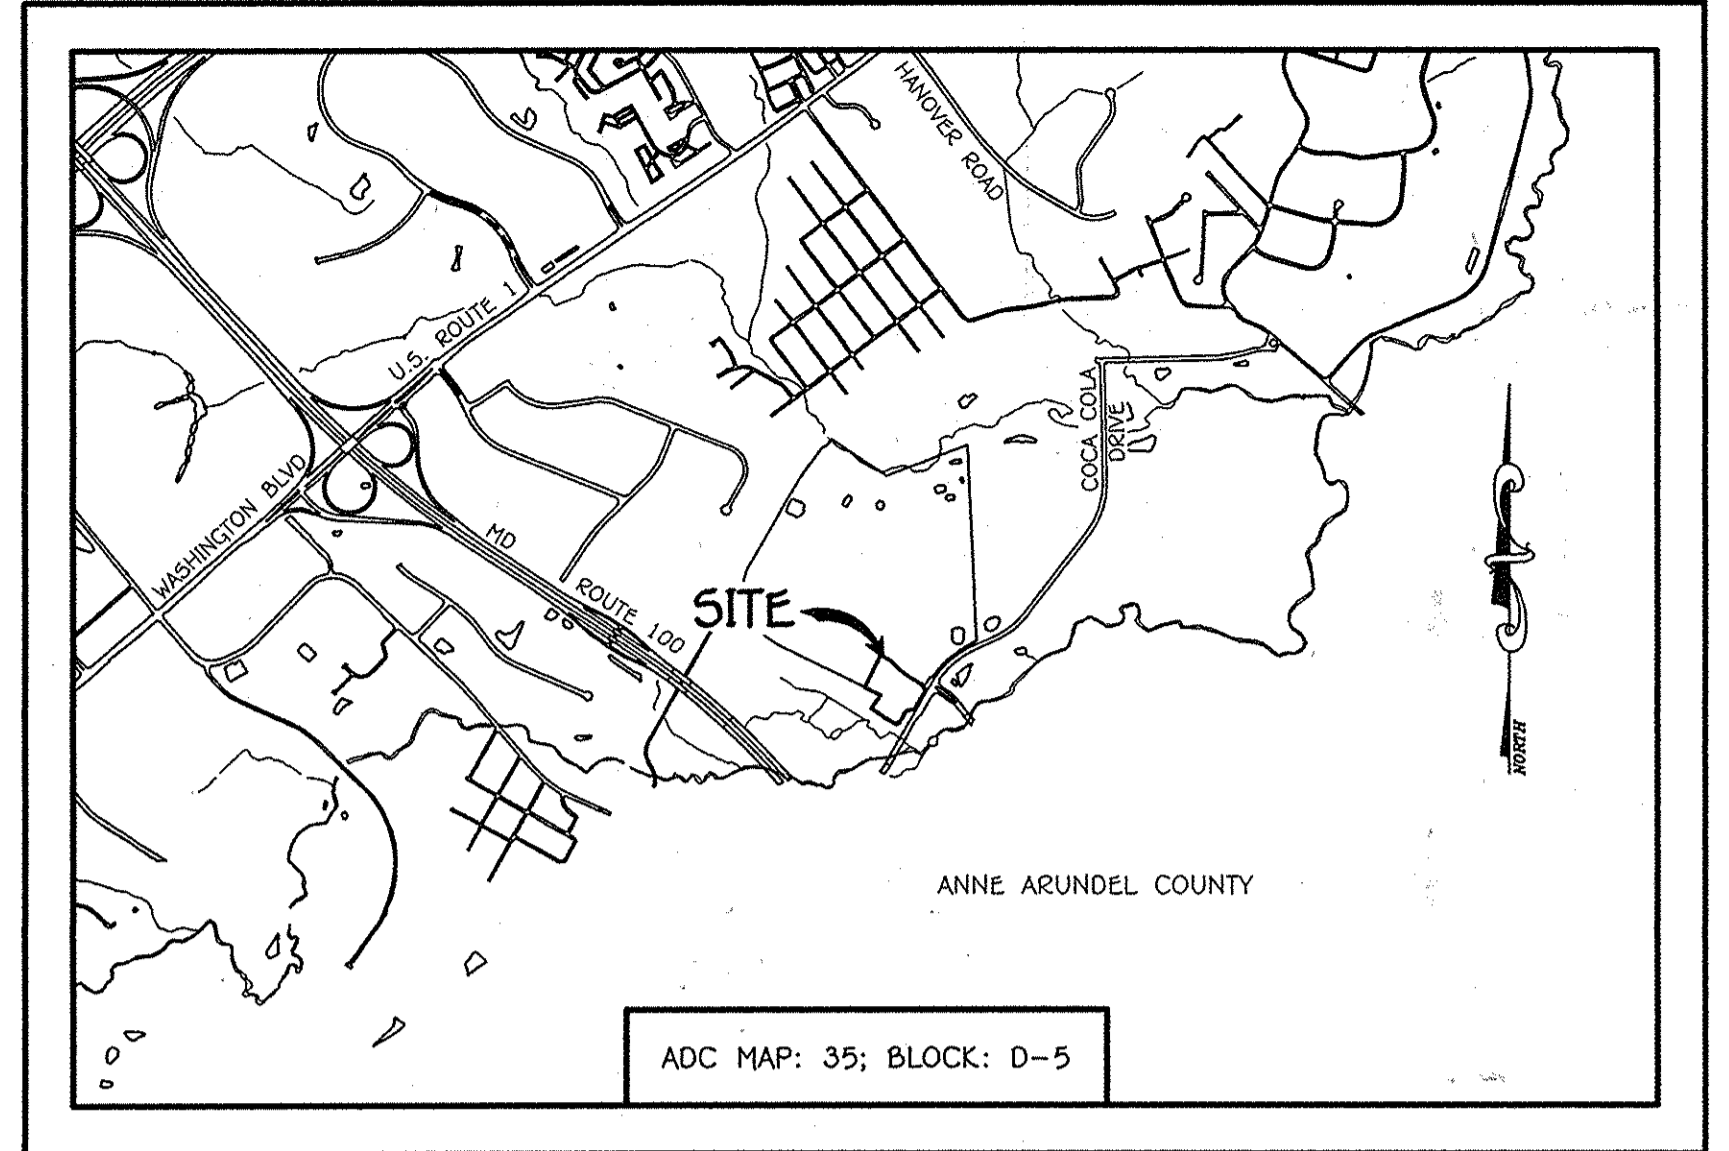 HANOVER ROAD
U.S. ROUTE 1
COCA COLA
DRIVE
WASHINGTON BLVD
MD
ROUTE 100
SITE
NORTH
ANNE ARUNDEL COUNTY
ADC MAP: 35; BLOCK: D-5